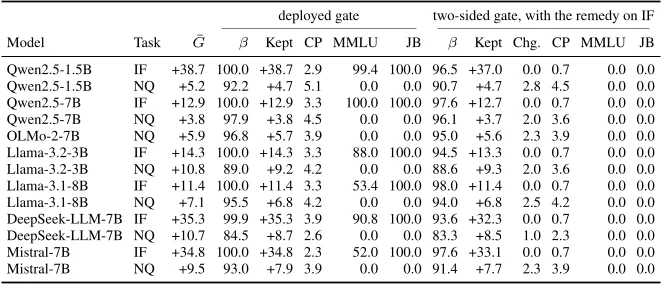 deployed gate two-sided gate, with the remedy on IF
Model Task Ḡ β Kept CP MMLU JB β Kept Chg. CP MMLU JB
Qwen2.5-1.5B IF +38.7 100.0 +38.7 2.9 99.4 100.0 96.5 +37.0 0.0 0.7 0.0 0.0
Qwen2.5-1.5B NQ +5.2 92.2 +4.7 5.1 0.0 0.0 90.7 +4.7 2.8 4.5 0.0 0.0
Qwen2.5-7B IF +12.9 100.0 +12.9 3.3 100.0 100.0 97.6 +12.7 0.0 0.7 0.0 0.0
Qwen2.5-7B NQ +3.8 97.9 +3.8 4.5 0.0 0.0 96.1 +3.7 2.0 3.6 0.0 0.0
OLMo-2-7B NQ +5.9 96.8 +5.7 3.9 0.0 0.0 95.0 +5.6 2.3 3.9 0.0 0.0
Llama-3.2-3B IF +14.3 100.0 +14.3 3.3 88.0 100.0 94.5 +13.3 0.0 0.7 0.0 0.0
Llama-3.2-3B NQ +10.8 89.0 +9.2 4.2 0.0 0.0 88.6 +9.3 2.0 3.6 0.0 0.0
Llama-3.1-8B IF +11.4 100.0 +11.4 3.3 53.4 100.0 98.0 +11.4 0.0 0.7 0.0 0.0
Llama-3.1-8B NQ +7.1 95.5 +6.8 4.2 0.0 0.0 94.0 +6.8 2.5 4.2 0.0 0.0
DeepSeek-LLM-7B IF +35.3 99.9 +35.3 3.9 90.8 100.0 93.6 +32.3 0.0 0.7 0.0 0.0
DeepSeek-LLM-7B NQ +10.7 84.5 +8.7 2.6 0.0 0.0 83.3 +8.5 1.0 2.3 0.0 0.0
Mistral-7B IF +34.8 100.0 +34.8 2.3 52.0 100.0 97.6 +33.1 0.0 0.7 0.0 0.0
Mistral-7B NQ +9.5 93.0 +7.9 3.9 0.0 0.0 91.4 +7.7 2.3 3.9 0.0 0.0